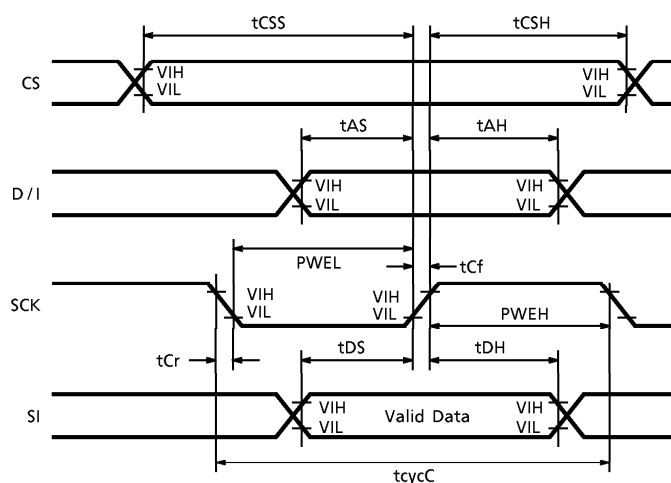 tCSS tCSH
CS VIH VIH
VIL VIL
tAS tAH
D / I VIH VIH
VIL VIL
PWEL tCf
SCK VIH VIH
VIL VIL PWEH
tCr tDS tDH
SI VIH Valid Data VIH
VIL VIL
tcycC